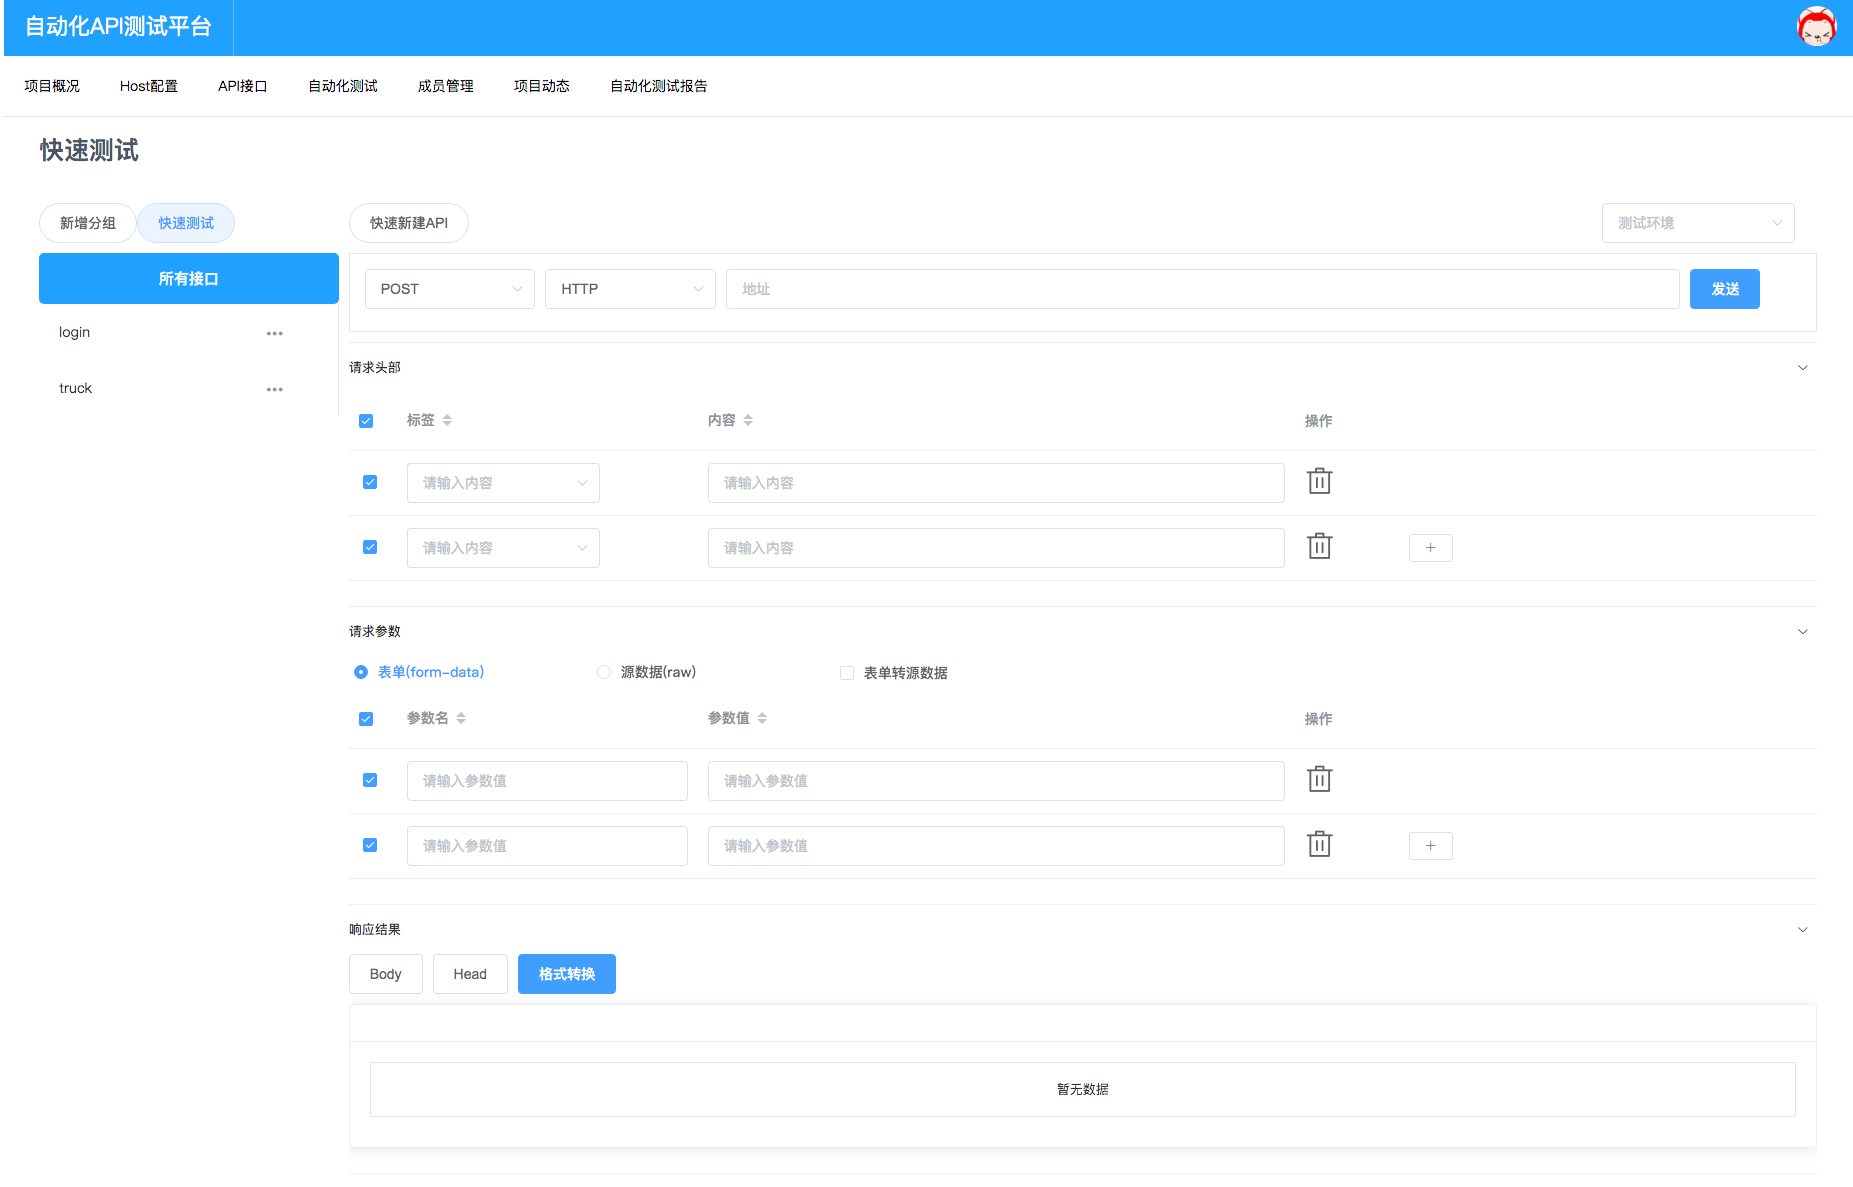 自动化API测试平台
项目概况 Host配置 API接口 自动化测试 成员管理 项目动态 自动化测试报告
快速测试
新增分组 快速测试 快速新建API 测试环境
所有接口
POST HTTP 地址 发送
login
truck
请求头部
标签 内容 操作
请输入内容 请输入内容
请输入内容 请输入内容 +
请求参数
表单(form-data) 源数据(raw) 表单转源数据
参数名 参数值 操作
请输入参数值 请输入参数值
请输入参数值 请输入参数值 +
响应结果
Body Head 格式转换
暂无数据